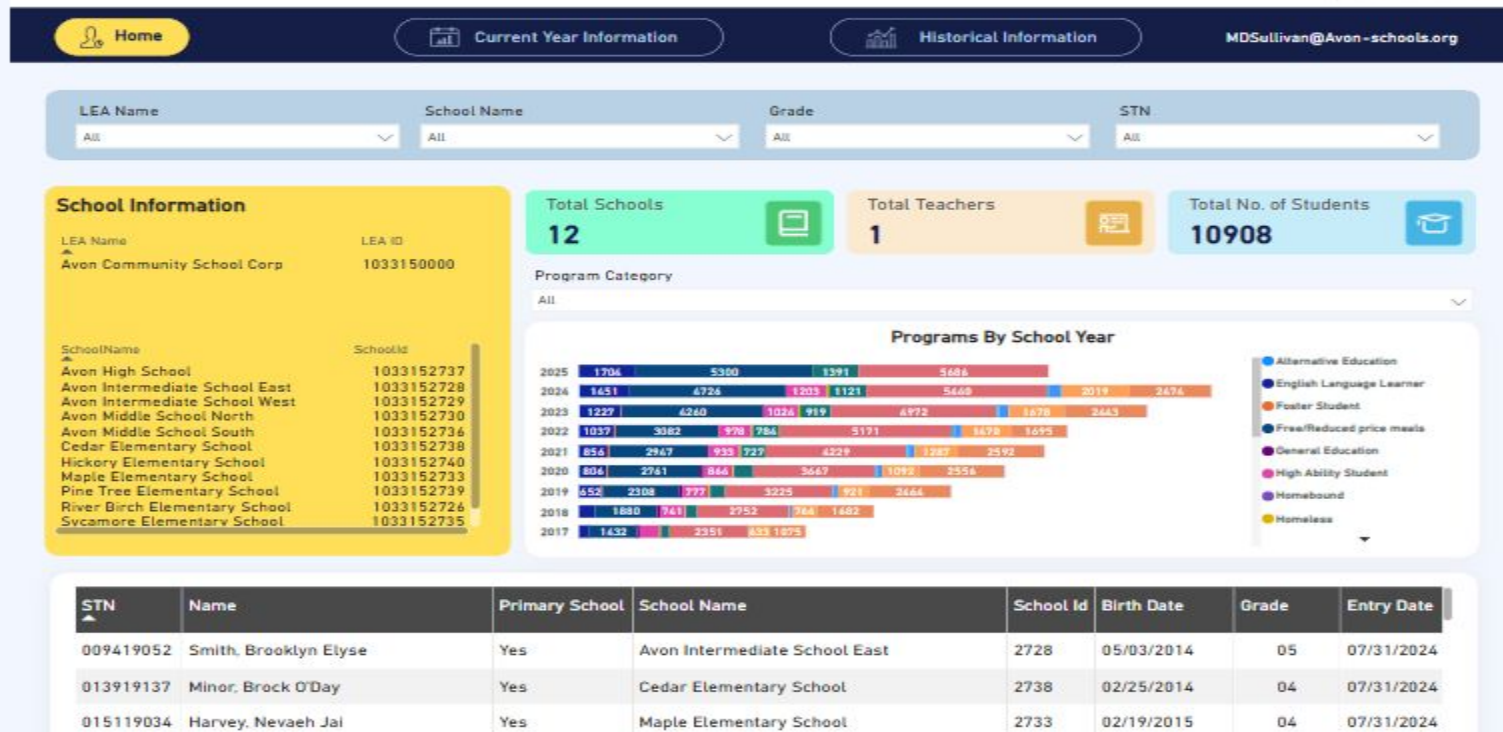 Home Current Year Information Historical Information MDSullivan@Avon-schools.org
LEA Name School Name Grade STN
All All All All
School Information
LEA Name LEA ID
Avon Community School Corp 1033150000
SchoolName SchoolId
Avon High School 1033152737
Avon Intermediate School East 1033152728
Avon Intermediate School West 1033152729
Avon Middle School North 1033152730
Avon Middle School South 1033152736
Cedar Elementary School 1033152738
Hickory Elementary School 1033152740
Maple Elementary School 1033152733
Pine Tree Elementary School 1033152739
River Birch Elementary School 1033152726
Sycamore Elementary School 1033152735
Total Schools
12
Total Teachers
1
Total No. of Students
10908
Program Category
All
Programs By School Year
2025 1704 5300 1391 5686
2024 1451 4726 1203 1121 5460 2019 2474
2023 1227 4260 1024 919 4972 1678 2443
2022 1037 3082 978 784 5171 1470 1695
2021 856 2947 933 727 4229 1287 2592
2020 806 2761 866 3667 1092 2556
2019 652 2308 777 3225 921 2464
2018 1880 741 2752 764 1682
2017 1432 2351 633 1075
Alternative Education
English Language Learner
Foster Student
Free/Reduced price meals
General Education
High Ability Student
Homebound
Homeless
STN Name Primary School School Name School Id Birth Date Grade Entry Date
009419052 Smith, Brooklyn Elyse Yes Avon Intermediate School East 2728 05/03/2014 05 07/31/2024
013919137 Minor, Brock O'Day Yes Cedar Elementary School 2738 02/25/2014 04 07/31/2024
015119034 Harvey, Nevaeh Jai Yes Maple Elementary School 2733 02/19/2015 04 07/31/2024